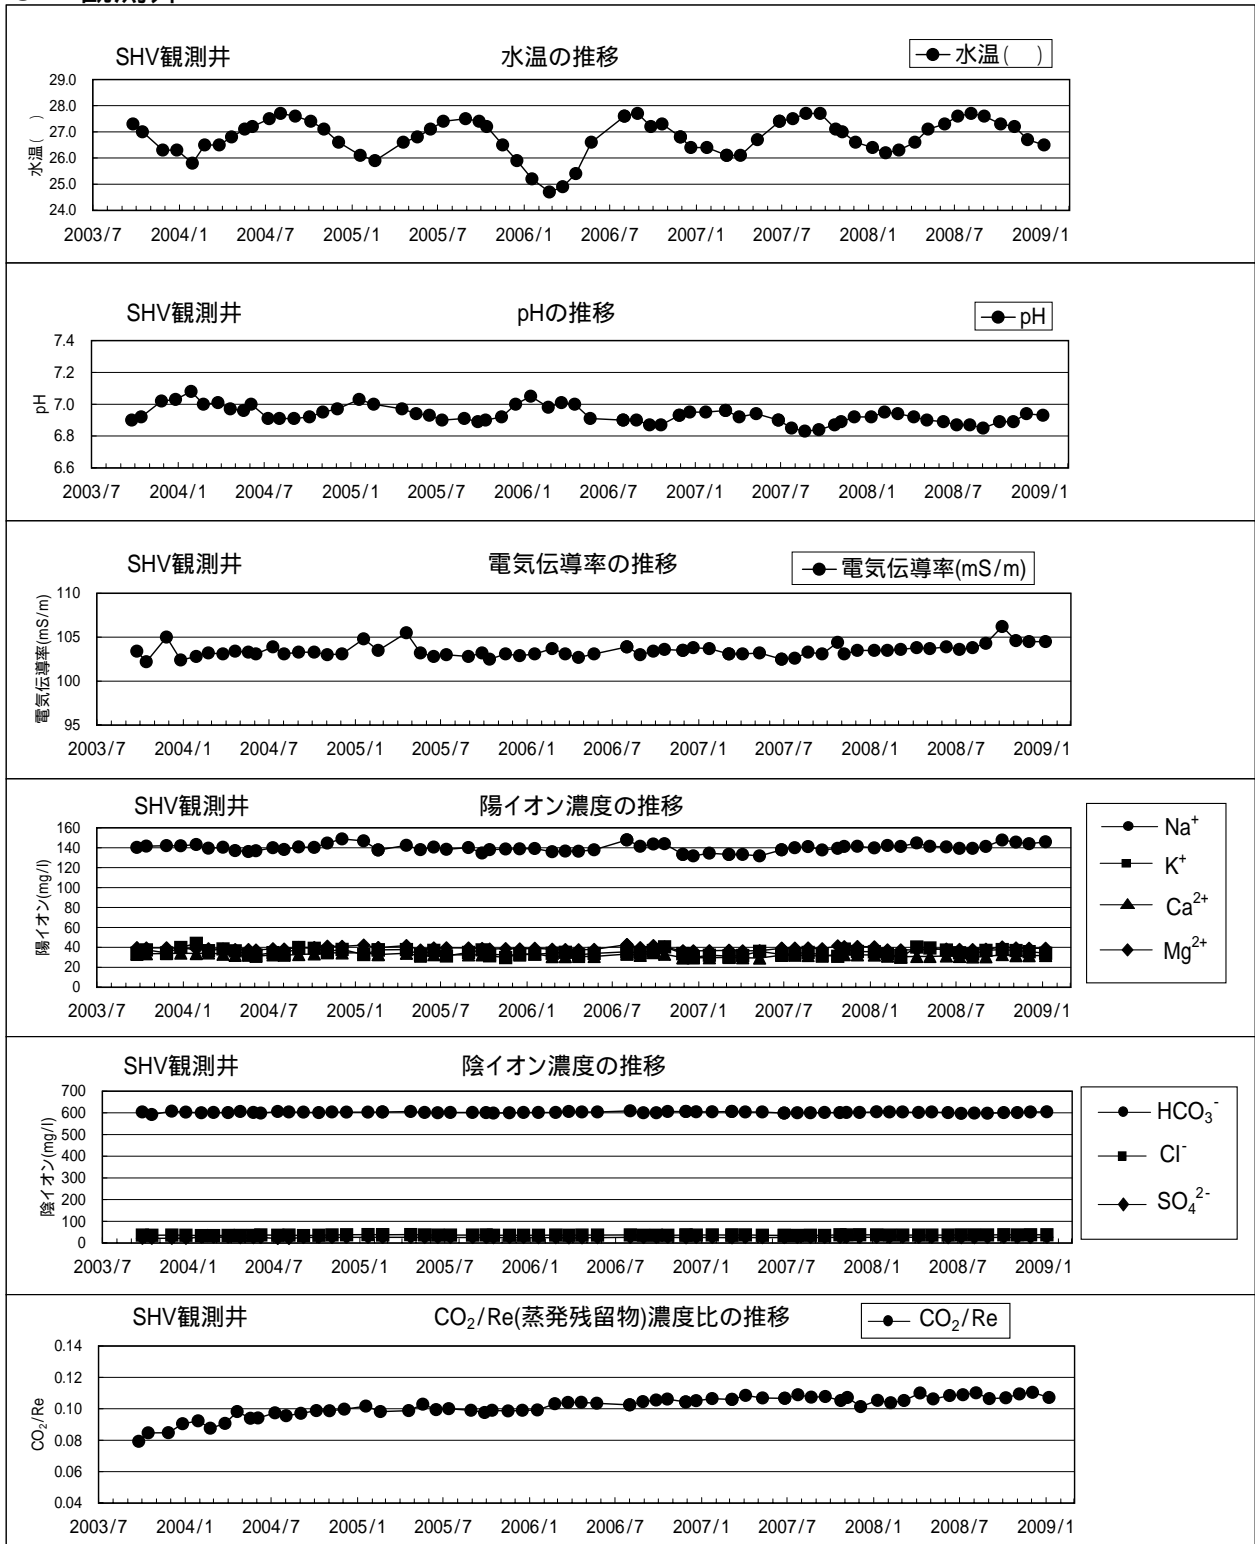 SHV観測井 水温の推移 水温( )
水温( )
29.0
28.0
27.0
26.0
25.0
24.0
2003/7 2004/1 2004/7 2005/1 2005/7 2006/1 2006/7 2007/1 2007/7 2008/1 2008/7 2009/1
SHV観測井 pHの推移 pH
pH
7.4
7.2
7.0
6.8
6.6
2003/7 2004/1 2004/7 2005/1 2005/7 2006/1 2006/7 2007/1 2007/7 2008/1 2008/7 2009/1
SHV観測井 電気伝導率の推移 電気伝導率(mS/m)
電気伝導率(mS/m)
110
105
100
95
2003/7 2004/1 2004/7 2005/1 2005/7 2006/1 2006/7 2007/1 2007/7 2008/1 2008/7 2009/1
SHV観測井 陽イオン濃度の推移
陽イオン(mg/l)
160
140
120
100
80
60
40
20
0
2003/7 2004/1 2004/7 2005/1 2005/7 2006/1 2006/7 2007/1 2007/7 2008/1 2008/7 2009/1
Na⁺
K⁺
Ca²⁺
Mg²⁺
SHV観測井 陰イオン濃度の推移
陰イオン(mg/l)
700
600
500
400
300
200
100
0
2003/7 2004/1 2004/7 2005/1 2005/7 2006/1 2006/7 2007/1 2007/7 2008/1 2008/7 2009/1
HCO₃⁻
Cl⁻
SO₄²⁻
SHV観測井 CO₂/Re(蒸発残留物)濃度比の推移 CO₂/Re
CO₂/Re
0.14
0.12
0.10
0.08
0.06
0.04
2003/7 2004/1 2004/7 2005/1 2005/7 2006/1 2006/7 2007/1 2007/7 2008/1 2008/7 2009/1